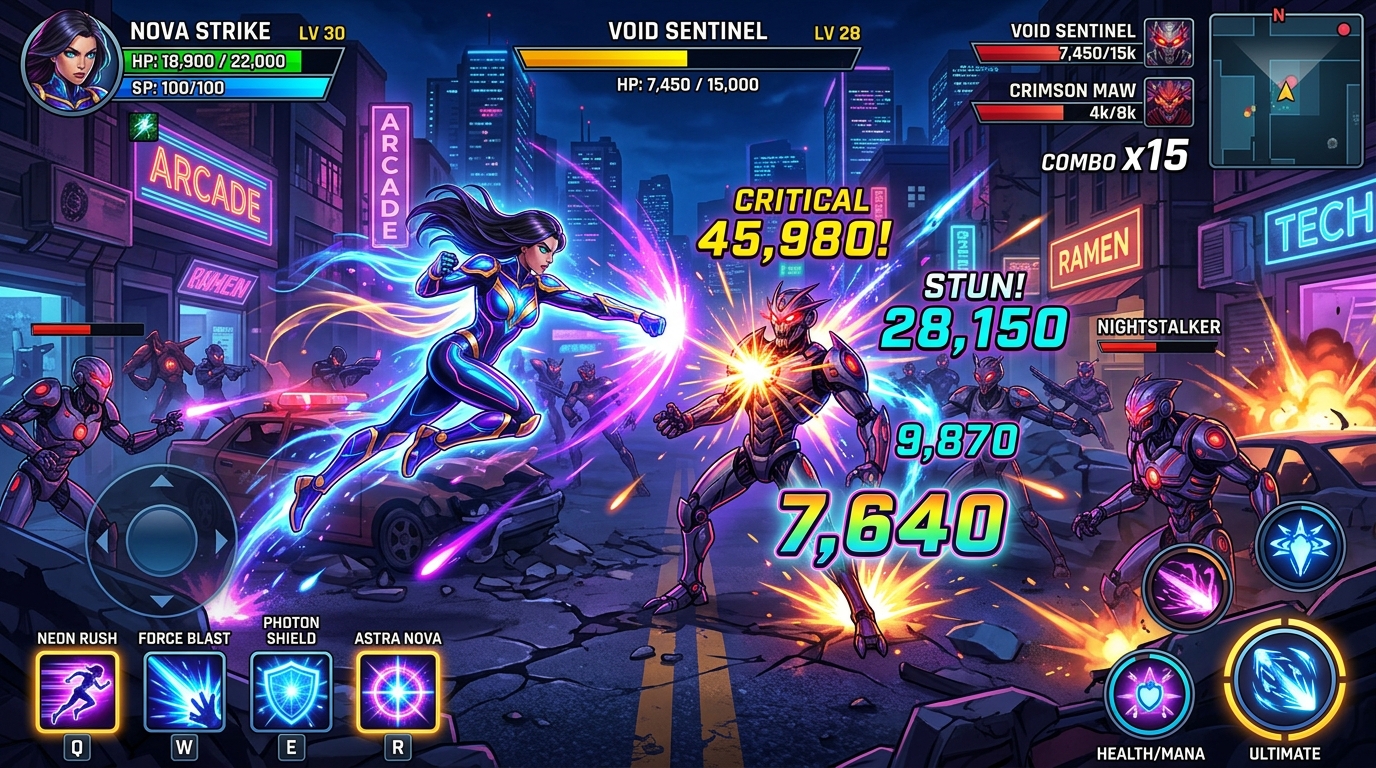 NOVA STRIKE LV 30
HP: 18,900 / 22,000
SP: 100/100
VOID SENTINEL LV 28
HP: 7,450 / 15,000
VOID SENTINEL
7,450/15k
CRIMSON MAW
4k/8k
COMBO x15
N
ARCADE
ARCADE
RAMEN
CRITICAL
45,980!
STUN!
28,150
9,870
7,640
RAMEN
TECH
NIGHTSTALKER
NEON RUSH
FORCE BLAST
PHOTON
SHIELD
ASTRA NOVA
Q
W
E
R
HEALTH/MANA
ULTIMATE